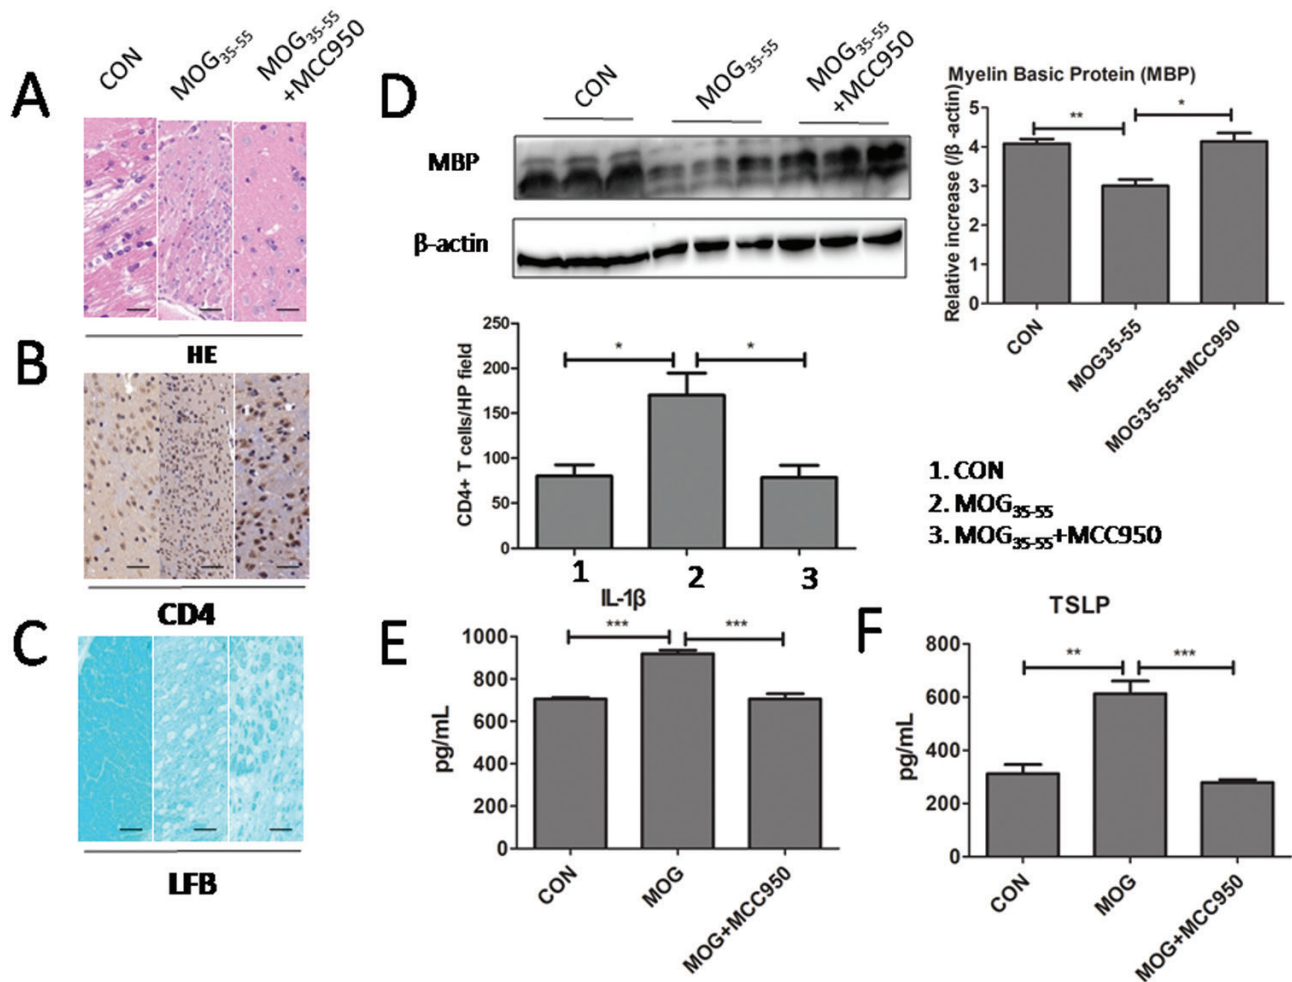 A
CON
MOG35-55
MOG35-55
+MCC950
HE
B
CD4
C
LFB
D
CON
MOG35-55
MOG35-55
+MCC950
MBP
β-actin
Myelin Basic Protein (MBP)
Relative increase (/β -actin)
5
4
3
2
1
0
**
*
CON
MOG35-55
MOG35-55+MCC950
CD4+ T cells/HP field
250
200
150
100
50
0
*
*
1
2
3
1. CON
2. MOG35-55
3. MOG35-55+MCC950
E
IL-1β
pg/mL
1000
800
600
400
200
0
***
***
CON
MOG
MOG+MCC950
F
TSLP
pg/mL
800
600
400
200
0
**
***
CON
MOG
MOG+MCC950